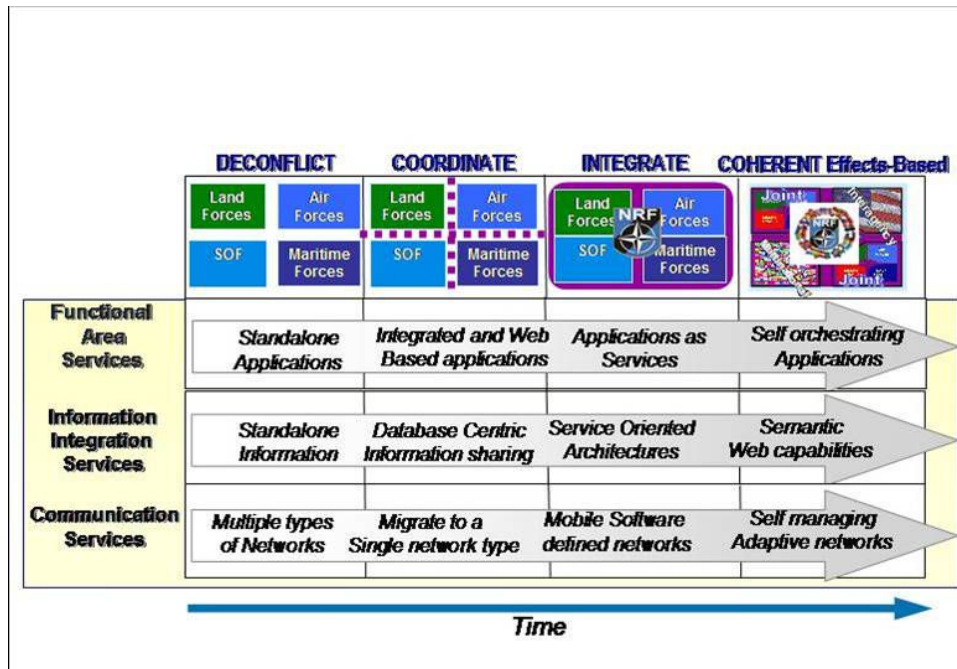 DECONFLICT
COORDINATE
INTEGRATE
COHERENT Effects-Based
Land
Forces
Air
Forces
SOF
Maritime
Forces
Land
Forces
Air
Forces
SOF
Maritime
Forces
Land
Forces
Air
Forces
NRF
SOF
Maritime
Forces
Joint
Interagency
NRF
Joint
Functional
Area
Services
Standalone
Applications
Integrated and Web
Based applications
Applications as
Services
Self orchestrating
Applications
Information
Integration
Services
Standalone
Information
Database Centric
Information sharing
Service Oriented
Architectures
Semantic
Web capabilities
Communication
Services
Multiple types
of Networks
Migrate to a
Single network type
Mobile Software
defined networks
Self managing
Adaptive networks
Time